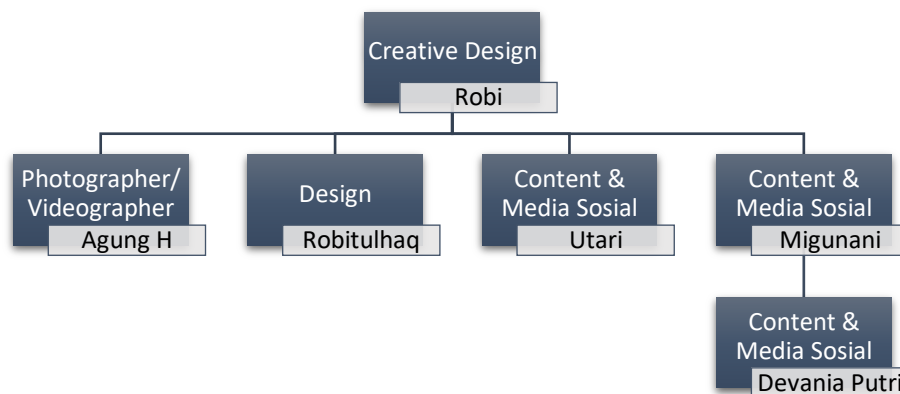 Creative Design
Robi
Photographer/
Videographer
Agung H
Design
Robitulhaq
Content &
Media Sosial
Utari
Content &
Media Sosial
Migunani
Content &
Media Sosial
Devania Putri